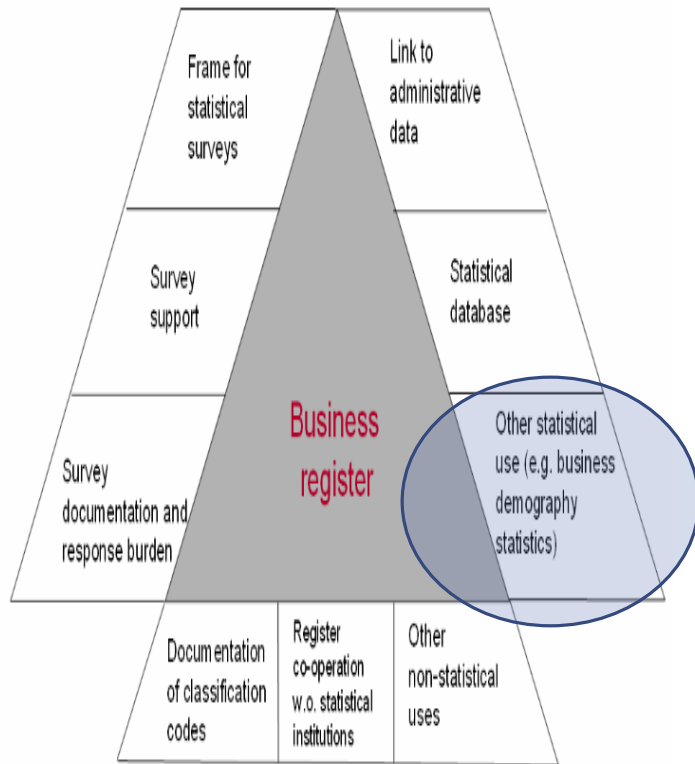 Frame for
statistical
surveys
Link to
administrative
data
Survey
support
Statistical
database
Business
register
Survey
documentation and
response burden
Other statistical
use (e.g. business
demography
statistics)
Documentation
of classification
codes
Register
co-operation
w.o. statistical
institutions
Other
non-statistical
uses